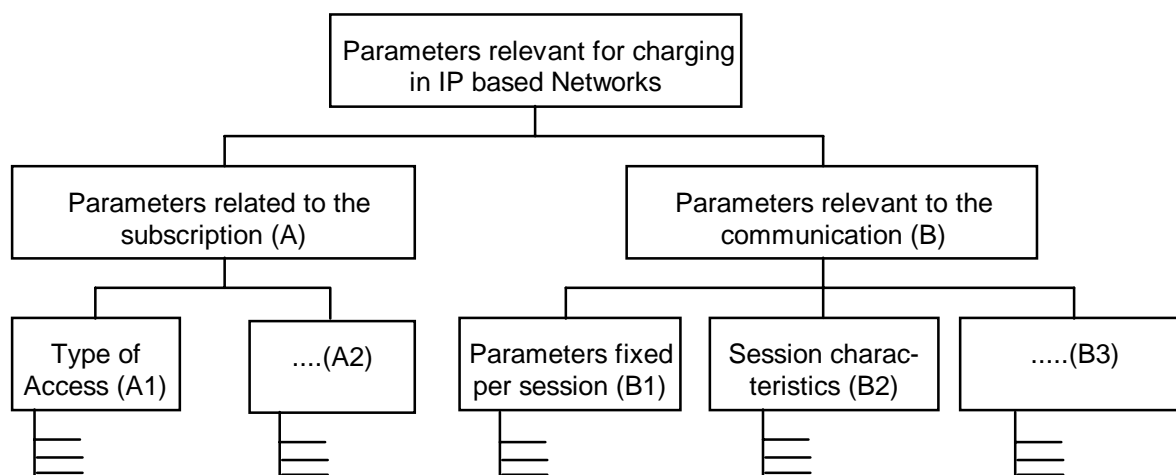 Parameters relevant for charging
in IP based Networks
Parameters related to the
subscription (A)
Parameters relevant to the
communication (B)
Type of
Access (A1)
....(A2)
Parameters fixed
per session (B1)
Session charac-
teristics (B2)
.....(B3)